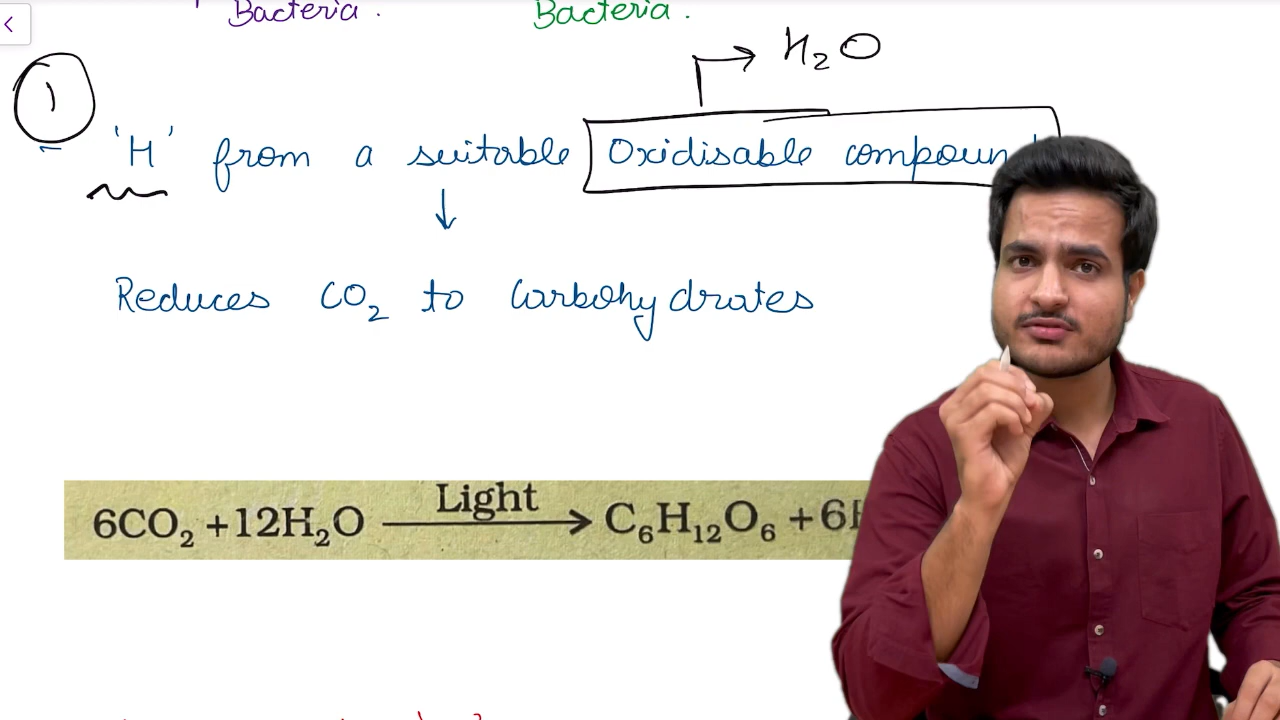 Bacteria. Bacteria.
→ H₂O
1
'H' from a suitable Oxidisable compoun
↓
Reduces CO₂ to Carbohydrates
6CO₂ + 12H₂O —Light→ C₆H₁₂O₆ + 6